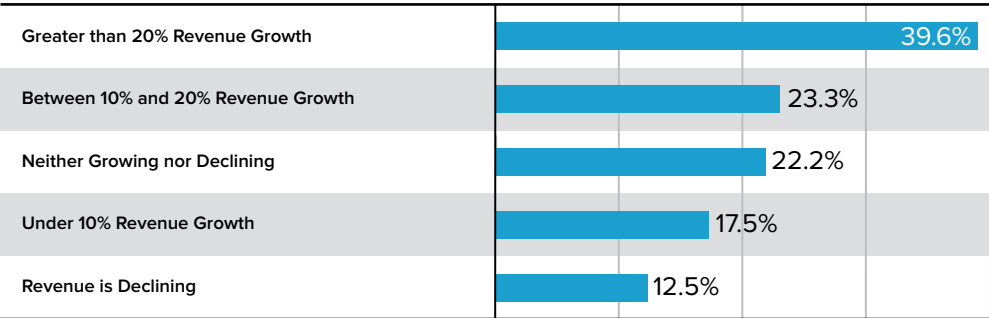 Greater than 20% Revenue Growth 39.6%
Between 10% and 20% Revenue Growth 23.3%
Neither Growing nor Declining 22.2%
Under 10% Revenue Growth 17.5%
Revenue is Declining 12.5%